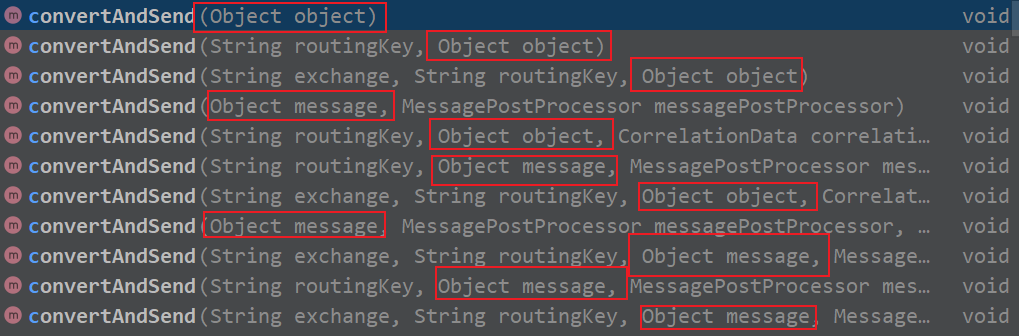 m convertAndSend(Object object) void
m convertAndSend(String routingKey, Object object) void
m convertAndSend(String exchange, String routingKey, Object object) void
m convertAndSend(Object message, MessagePostProcessor messagePostProcessor) void
m convertAndSend(String routingKey, Object object, CorrelationData correlati… void
m convertAndSend(String routingKey, Object message, MessagePostProcessor mes… void
m convertAndSend(String exchange, String routingKey, Object object, Correlat… void
m convertAndSend(Object message, MessagePostProcessor messagePostProcessor, … void
m convertAndSend(String exchange, String routingKey, Object message, Message… void
m convertAndSend(String routingKey, Object message, MessagePostProcessor mes… void
m convertAndSend(String exchange, String routingKey, Object message, Message… void